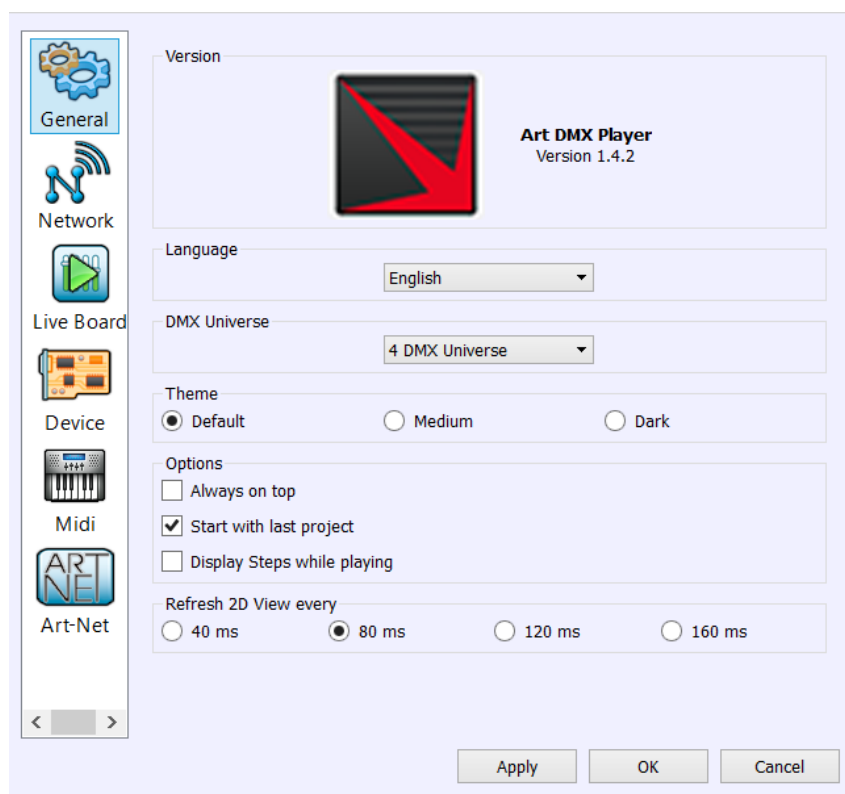 General
Network
Live Board
Device
Midi
ART
NET
Art-Net
Version
Art DMX Player
Version 1.4.2
Language
English
DMX Universe
4 DMX Universe
Theme
Default Medium Dark
Options
Always on top
Start with last project
Display Steps while playing
Refresh 2D View every
40 ms 80 ms 120 ms 160 ms
Apply OK Cancel